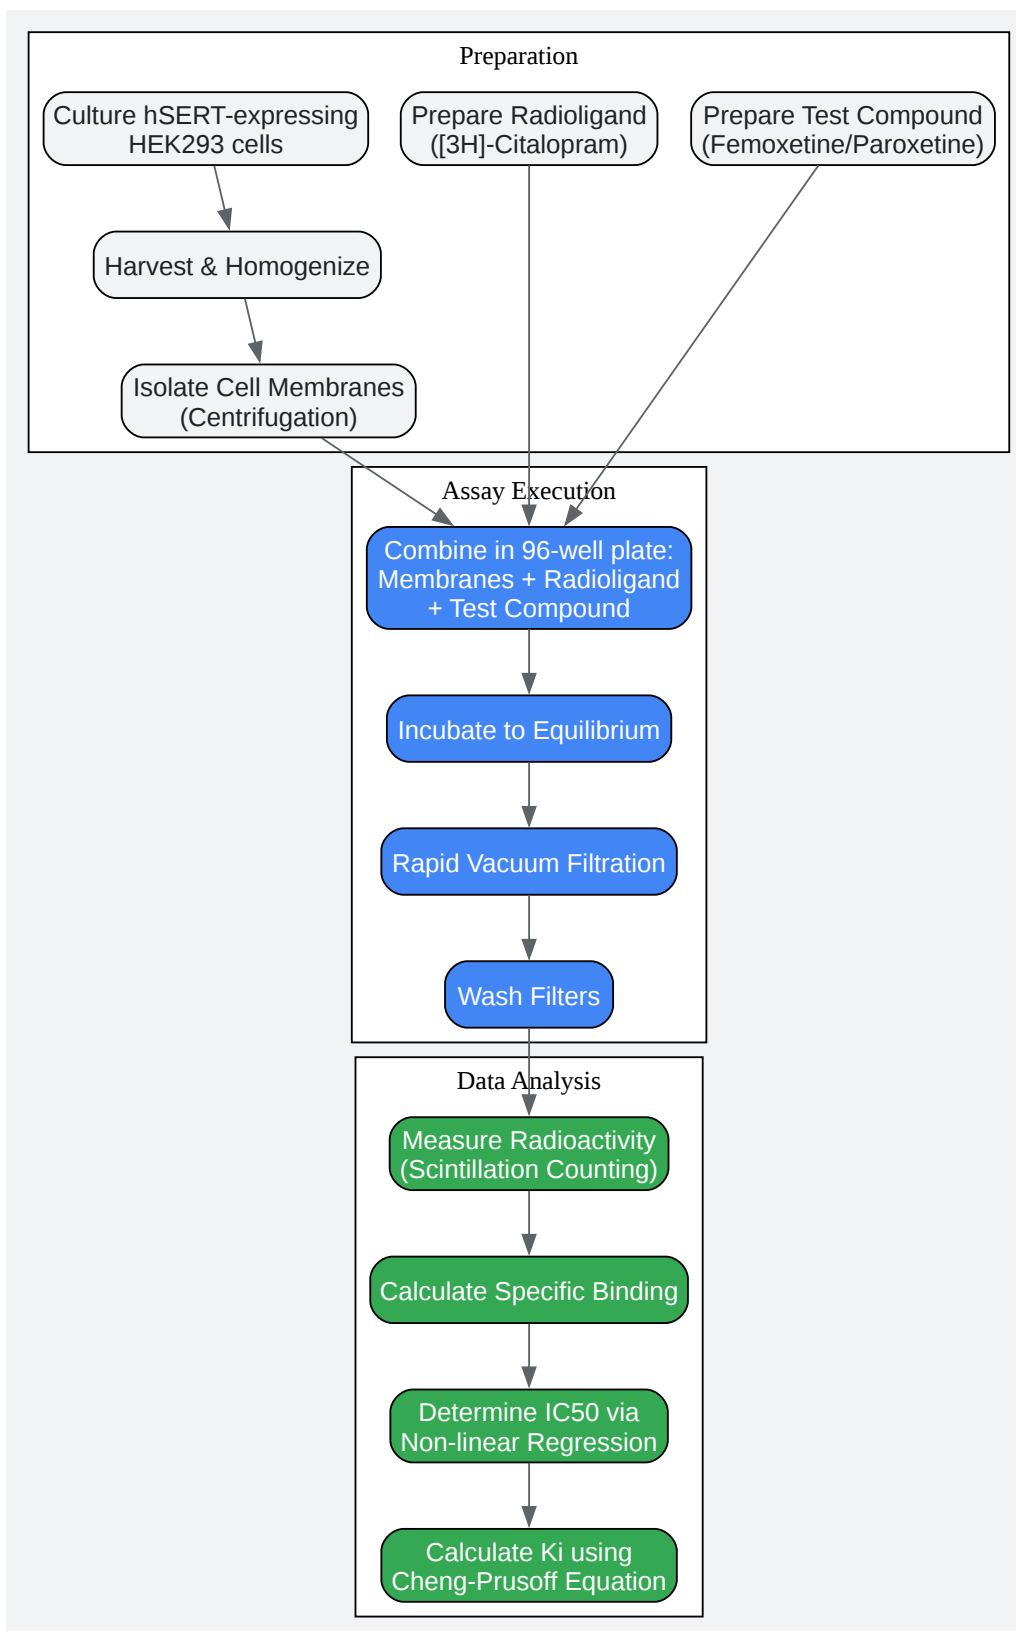 Preparation
Culture hSERT-expressing
HEK293 cells
Prepare Radioligand
([3H]-Citalopram)
Prepare Test Compound
(Femoxetine/Paroxetine)
Harvest & Homogenize
Isolate Cell Membranes
(Centrifugation)
Assay Execution
Combine in 96-well plate:
Membranes + Radioligand
+ Test Compound
Incubate to Equilibrium
Rapid Vacuum Filtration
Wash Filters
Data Analysis
Measure Radioactivity
(Scintillation Counting)
Calculate Specific Binding
Determine IC50 via
Non-linear Regression
Calculate Ki using
Cheng-Prusoff Equation